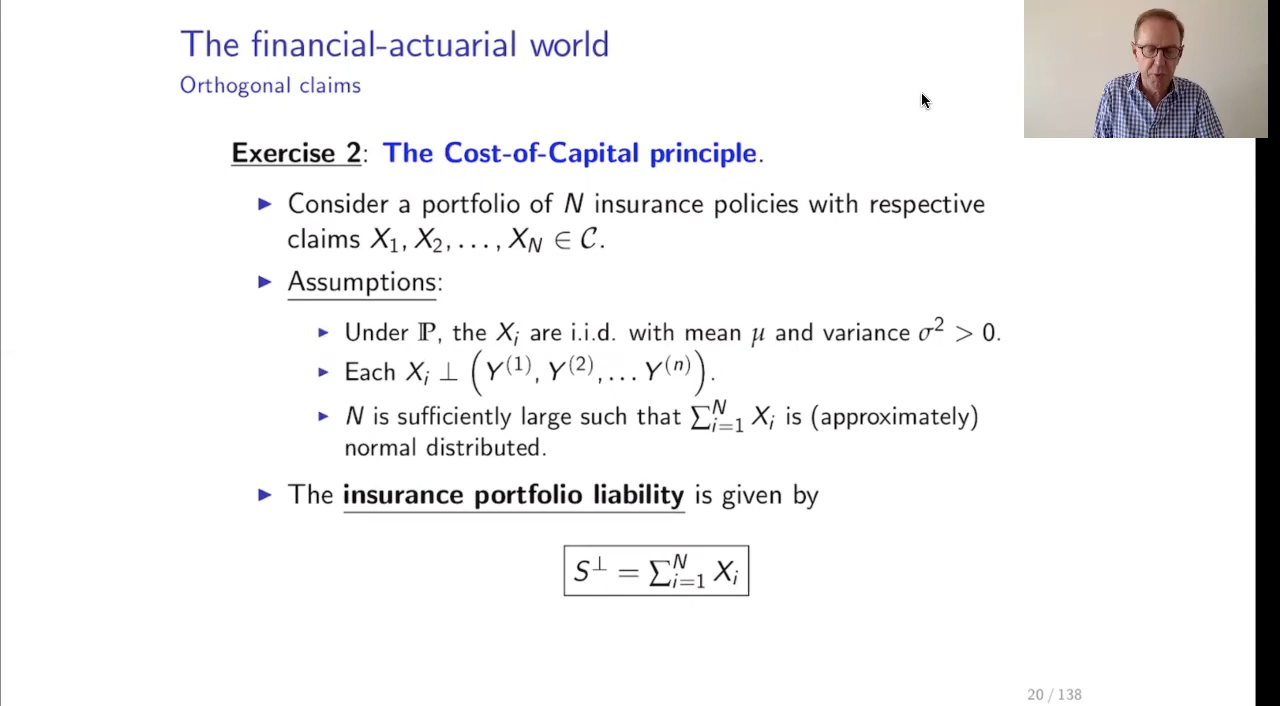 The financial-actuarial world
Orthogonal claims
Exercise 2: The Cost-of-Capital principle.
▶ Consider a portfolio of N insurance policies with respective
claims X₁, X₂, . . . , X_N ∈ 𝒞.
▶ Assumptions:
▶ Under ℙ, the X_i are i.i.d. with mean μ and variance σ² > 0.
▶ Each X_i ⊥ (Y⁽¹⁾, Y⁽²⁾, . . . Y⁽ⁿ⁾).
▶ N is sufficiently large such that ∑_{i=1}^N X_i is (approximately)
normal distributed.
▶ The insurance portfolio liability is given by
S^⊥ = ∑_{i=1}^N X_i
20 / 138